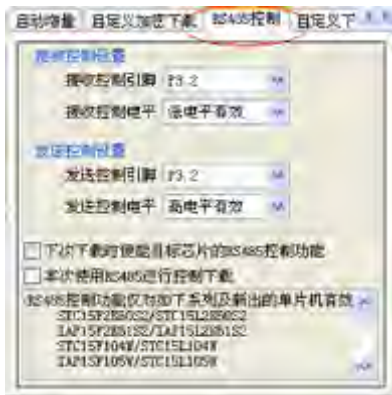 自定义加密下载 RS485控制 自定义下
接收控制设置
接收控制引脚 P3.2
接收控制电平 低电平有效
发送控制设置
发送控制引脚 P3.2
发送控制电平 高电平有效
下次下载时使能目标芯片的RS485控制功能
本次使用RS485进行控制下载
RS485控制功能仅对如下系列及新出的单片机有效
STC15F2K60S2/STC15L2K60S2
IAP15F2K61S2/IAP15L2K61S2
STC15F104W/STC15L104W
IAP15F105W/STC15L105W